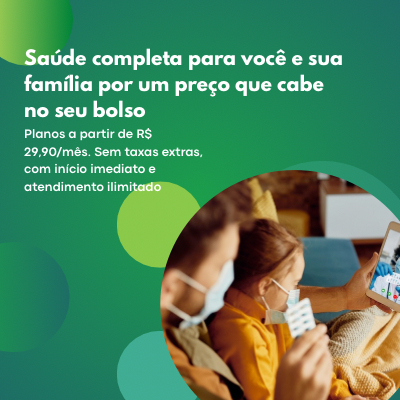 Saúde completa para você e sua
família por um preço que cabe
no seu bolso
Planos a partir de R$
29,90/mês. Sem taxas extras,
com início imediato e
atendimento ilimitado